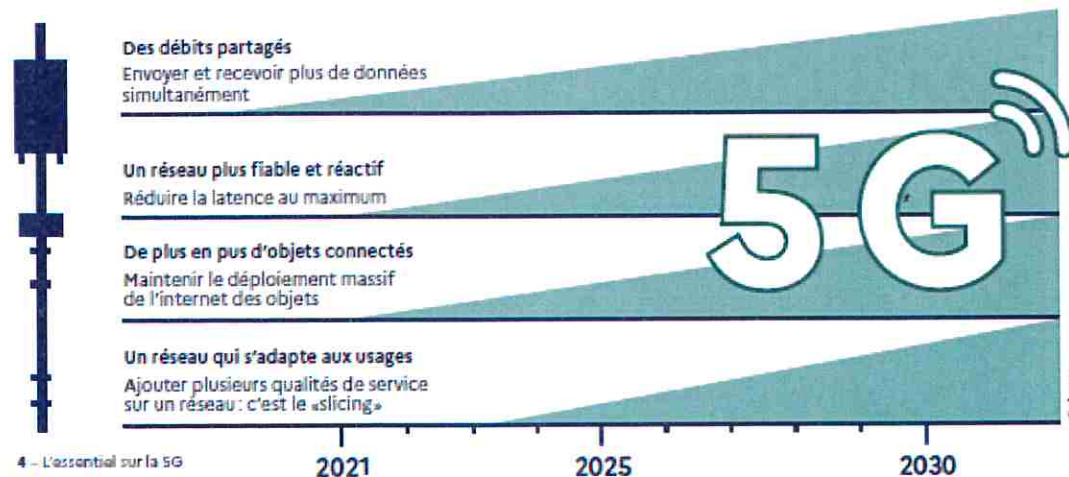 Des débits partagés
Envoyer et recevoir plus de données
simultanément
Un réseau plus fiable et réactif
Réduire la latence au maximum
De plus en pus d'objets connectés
Maintenir le déploiement massif
de l'internet des objets
Un réseau qui s'adapte aux usages
Ajouter plusieurs qualités de service
sur un réseau : c'est le «slicing»
5G
2021
2025
2030
4 – L'essentiel sur la 5G